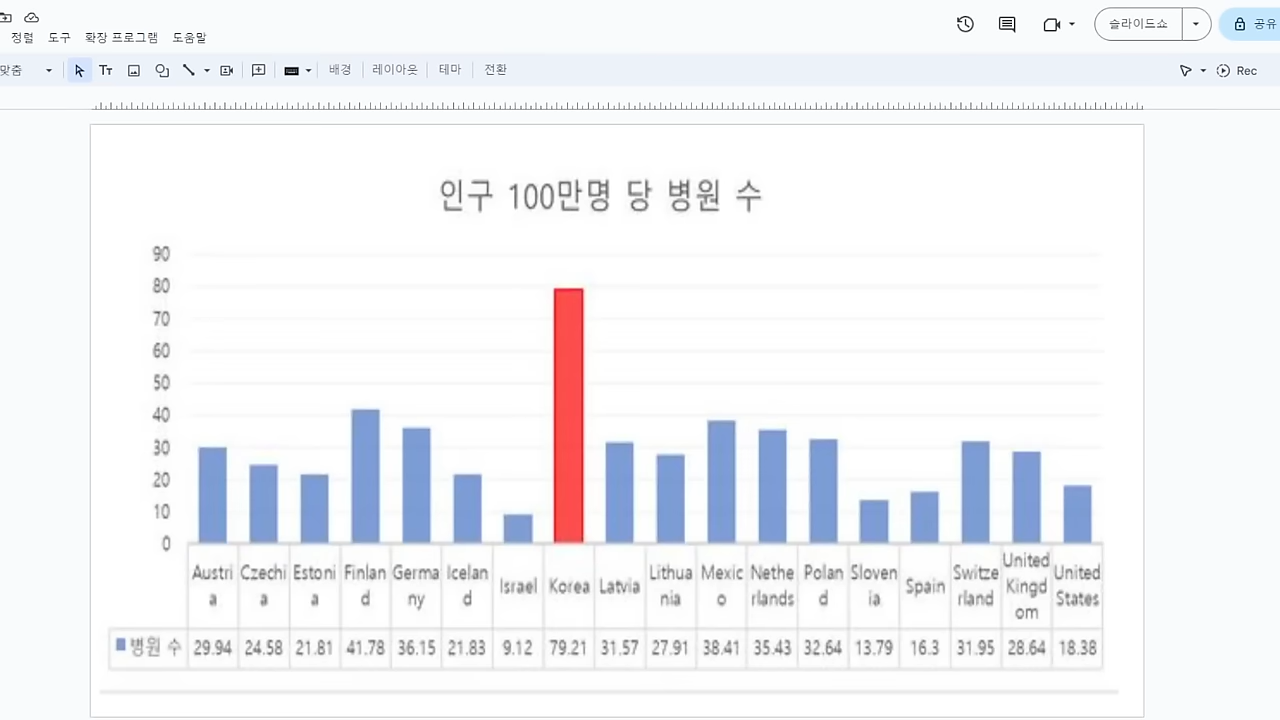 정렬 도구 확장 프로그램 도움말
슬라이드쇼
공유
맞춤
Tт
배경 레이아웃 테마 전환
Rec
인구 100만명 당 병원 수
90
80
70
60
50
40
30
20
10
0
Austria Czechia Estonia Finland Germany Iceland Israel Korea Latvia Lithuania Mexico Netherlands Poland Slovenia Spain Switzerland United Kingdom United States
병원 수 29.94 24.58 21.81 41.78 36.15 21.83 9.12 79.21 31.57 27.91 38.41 35.43 32.64 13.79 16.3 31.95 28.64 18.38